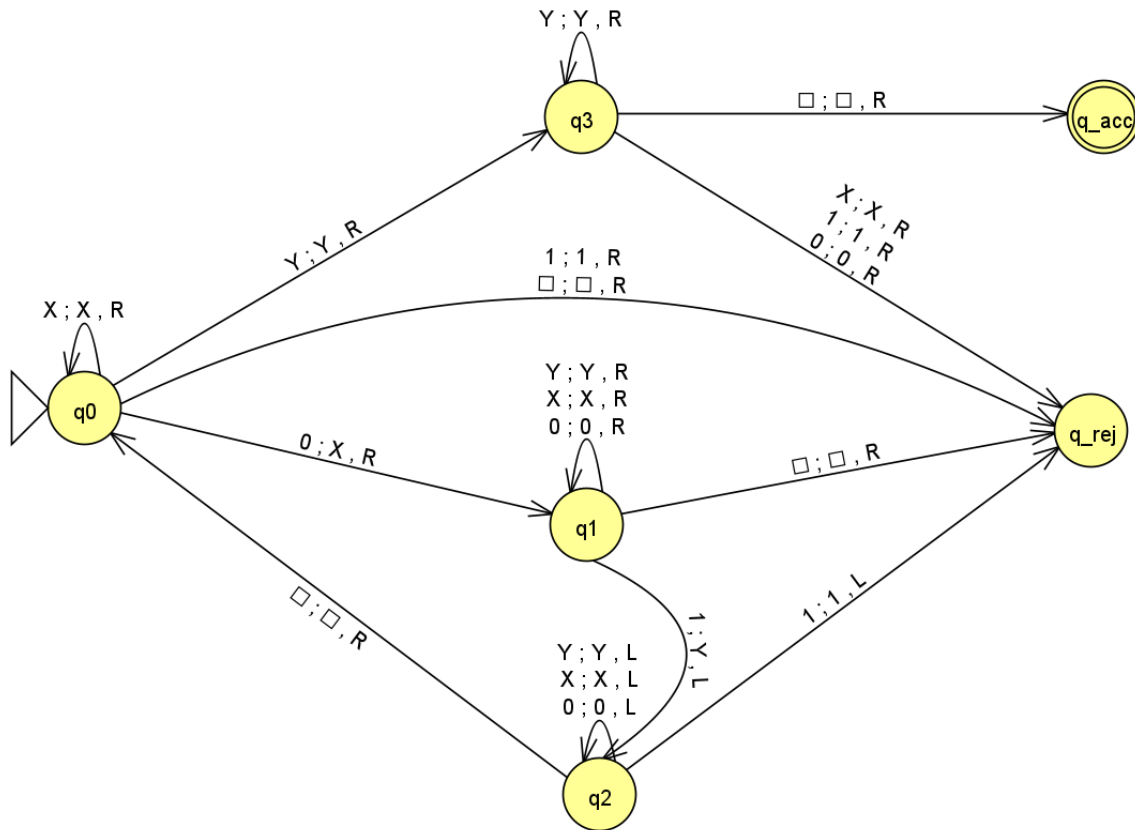 Y ; Y , R
q3
□ ; □ , R
q_acc
X ; X , R
1 ; 1 , R
0 ; 0 , R
Y ; Y , R
1 ; 1 , R
□ ; □ , R
X ; X , R
q0
Y ; Y , R
X ; X , R
0 ; 0 , R
q_rej
0 ; X , R
□ ; □ , R
q1
□ ; □ , R
1 ; Y , L
1 ; 1 , L
Y ; Y , L
X ; X , L
0 ; 0 , L
q2